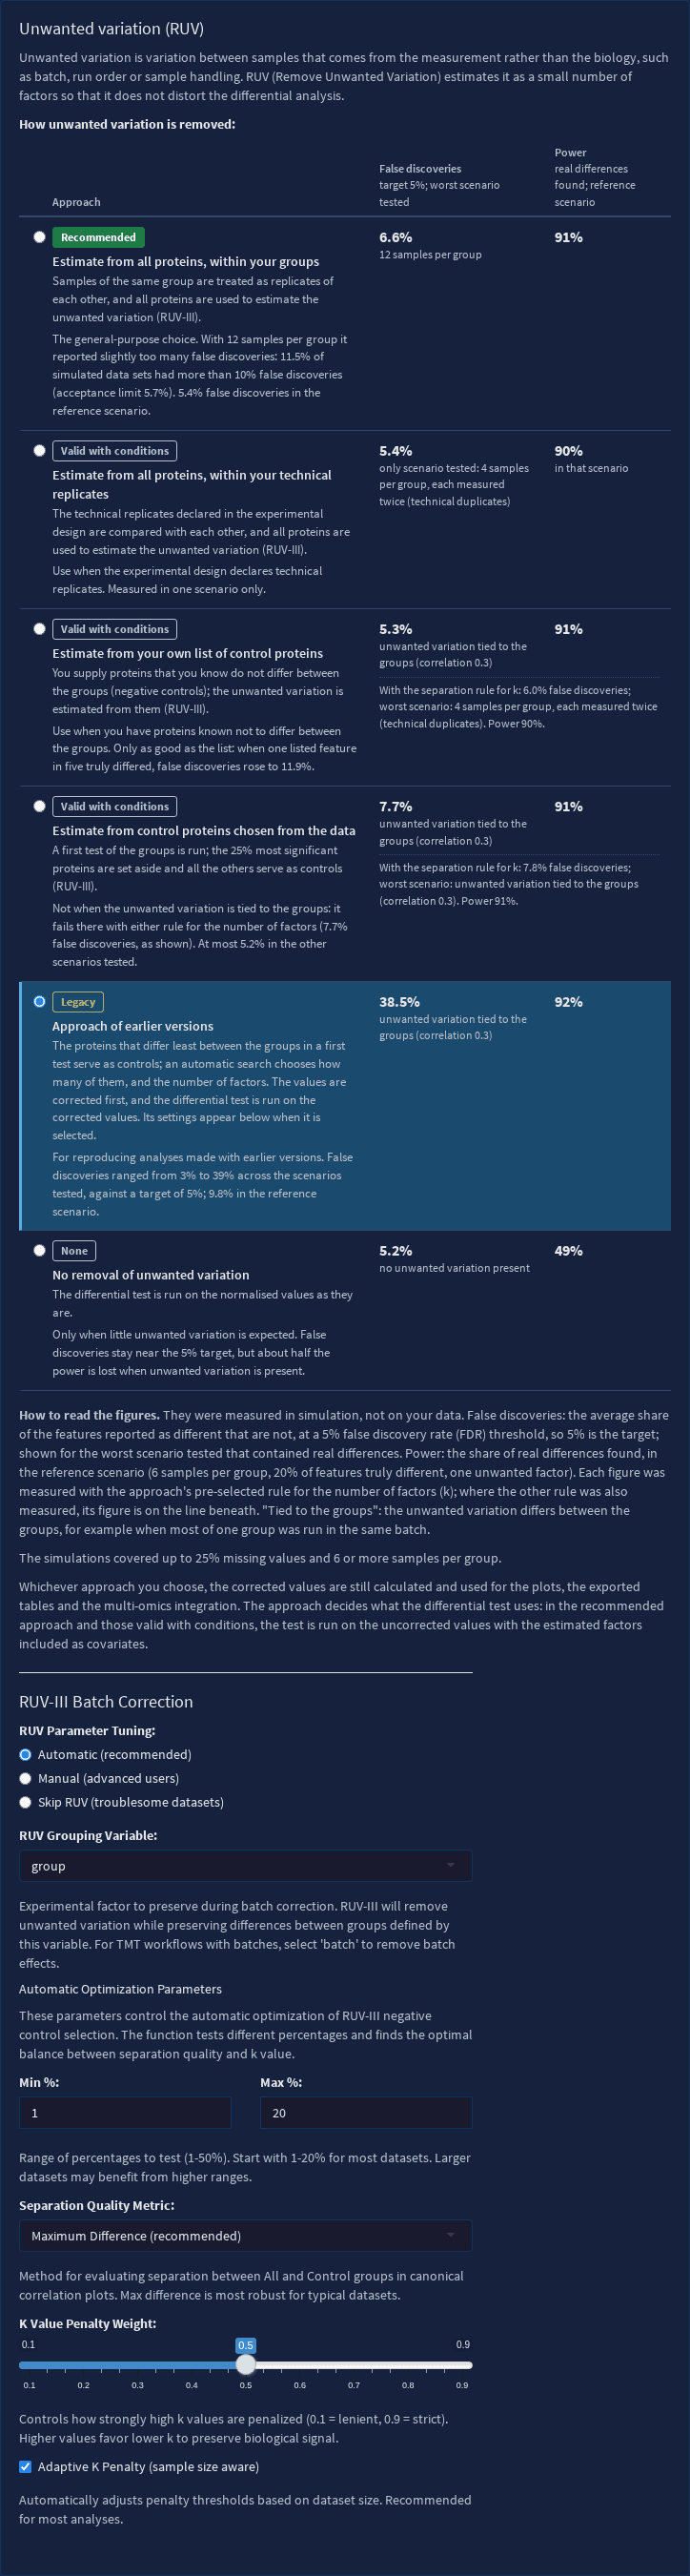 Unwanted variation (RUV)
Unwanted variation is variation between samples that comes from the measurement rather than the biology, such
as batch, run order or sample handling. RUV (Remove Unwanted Variation) estimates it as a small number of
factors so that it does not distort the differential analysis.
How unwanted variation is removed:
Approach
False discoveries
target 5%; worst scenario
tested
Power
real differences
found; reference
scenario
Recommended
Estimate from all proteins, within your groups
Samples of the same group are treated as replicates of
each other, and all proteins are used to estimate the
unwanted variation (RUV-III).
The general-purpose choice. With 12 samples per group it
reported slightly too many false discoveries: 11.5% of
simulated data sets had more than 10% false discoveries
(acceptance limit 5.7%). 5.4% false discoveries in the
reference scenario.
6.6%
12 samples per group
91%
Valid with conditions
Estimate from all proteins, within your technical
replicates
The technical replicates declared in the experimental
design are compared with each other, and all proteins are
used to estimate the unwanted variation (RUV-III).
Use when the experimental design declares technical
replicates. Measured in one scenario only.
5.4%
only scenario tested: 4 samples
per group, each measured
twice (technical duplicates)
90%
in that scenario
Valid with conditions
Estimate from your own list of control proteins
You supply proteins that you know do not differ between
the groups (negative controls); the unwanted variation is
estimated from them (RUV-III).
Use when you have proteins known not to differ between
the groups. Only as good as the list: when one listed feature
in five truly differed, false discoveries rose to 11.9%.
5.3%
unwanted variation tied to the
groups (correlation 0.3)
91%
With the separation rule for k: 6.0% false discoveries;
worst scenario: 4 samples per group, each measured twice
(technical duplicates). Power 90%.
Valid with conditions
Estimate from control proteins chosen from the data
A first test of the groups is run; the 25% most significant
proteins are set aside and all the others serve as controls
(RUV-III).
Not when the unwanted variation is tied to the groups: it
fails there with either rule for the number of factors (7.7%
false discoveries, as shown). At most 5.2% in the other
scenarios tested.
7.7%
unwanted variation tied to the
groups (correlation 0.3)
91%
With the separation rule for k: 7.8% false discoveries;
worst scenario: unwanted variation tied to the groups
(correlation 0.3). Power 91%.
Legacy
Approach of earlier versions
The proteins that differ least between the groups in a first
test serve as controls; an automatic search chooses how
many of them, and the number of factors. The values are
corrected first, and the differential test is run on the
corrected values. Its settings appear below when it is
selected.
For reproducing analyses made with earlier versions. False
discoveries ranged from 3% to 39% across the scenarios
tested, against a target of 5%; 9.8% in the reference
scenario.
38.5%
unwanted variation tied to the
groups (correlation 0.3)
92%
None
No removal of unwanted variation
The differential test is run on the normalised values as they
are.
Only when little unwanted variation is expected. False
discoveries stay near the 5% target, but about half the
power is lost when unwanted variation is present.
5.2%
no unwanted variation present
49%
How to read the figures. They were measured in simulation, not on your data. False discoveries: the average share
of the features reported as different that are not, at a 5% false discovery rate (FDR) threshold, so 5% is the target;
shown for the worst scenario tested that contained real differences. Power: the share of real differences found, in
the reference scenario (6 samples per group, 20% of features truly different, one unwanted factor). Each figure was
measured with the approach's pre-selected rule for the number of factors (k); where the other rule was also
measured, its figure is on the line beneath. "Tied to the groups": the unwanted variation differs between the
groups, for example when most of one group was run in the same batch.
The simulations covered up to 25% missing values and 6 or more samples per group.
Whichever approach you choose, the corrected values are still calculated and used for the plots, the exported
tables and the multi-omics integration. The approach decides what the differential test uses: in the recommended
approach and those valid with conditions, the test is run on the uncorrected values with the estimated factors
included as covariates.
RUV-III Batch Correction
RUV Parameter Tuning:
Automatic (recommended)
Manual (advanced users)
Skip RUV (troublesome datasets)
RUV Grouping Variable:
group
Experimental factor to preserve during batch correction. RUV-III will remove
unwanted variation while preserving differences between groups defined by
this variable. For TMT workflows with batches, select 'batch' to remove batch
effects.
Automatic Optimization Parameters
These parameters control the automatic optimization of RUV-III negative
control selection. The function tests different percentages and finds the optimal
balance between separation quality and k value.
Min %:
Max %:
1
20
Range of percentages to test (1-50%). Start with 1-20% for most datasets. Larger
datasets may benefit from higher ranges.
Separation Quality Metric:
Maximum Difference (recommended)
Method for evaluating separation between All and Control groups in canonical
correlation plots. Max difference is most robust for typical datasets.
K Value Penalty Weight:
0.1 0.5 0.9
0.1 0.2 0.3 0.4 0.5 0.6 0.7 0.8 0.9
Controls how strongly high k values are penalized (0.1 = lenient, 0.9 = strict).
Higher values favor lower k to preserve biological signal.
Adaptive K Penalty (sample size aware)
Automatically adjusts penalty thresholds based on dataset size. Recommended
for most analyses.